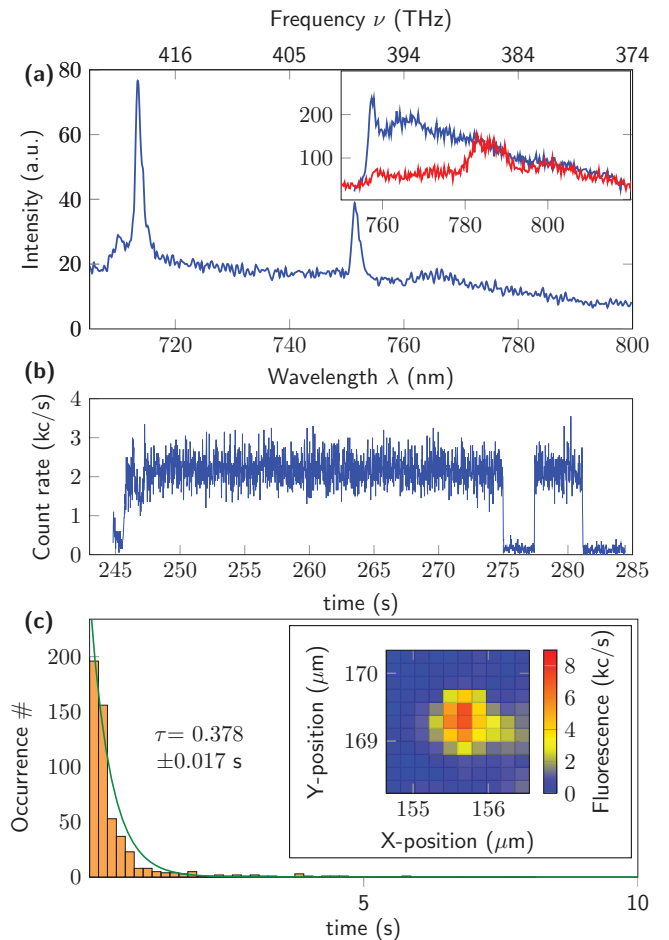 Frequency ν (THz)
416 405 394 384 374
(a)
80
60
40
20
0
Intensity (a.u.)
200
100
760 780 800
720 740 760 780 800
Wavelength λ (nm)
(b)
4
3
2
1
0
Count rate (kc/s)
245 250 255 260 265 270 275 280 285
time (s)
(c)
200
150
100
50
0
Occurrence #
τ= 0.378
±0.017 s
170
169
Y-position (μm)
155 156
X-position (μm)
8
6
4
2
0
Fluorescence (kc/s)
5 10
time (s)